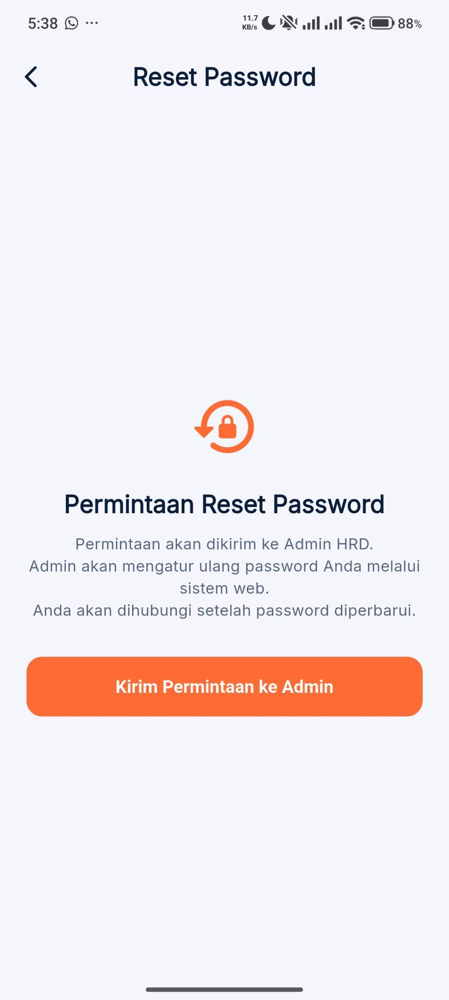 5:38 ...
11.7
KB/s
88%
Reset Password
Permintaan Reset Password
Permintaan akan dikirim ke Admin HRD.
Admin akan mengatur ulang password Anda melalui
sistem web.
Anda akan dihubungi setelah password diperbarui.
Kirim Permintaan ke Admin